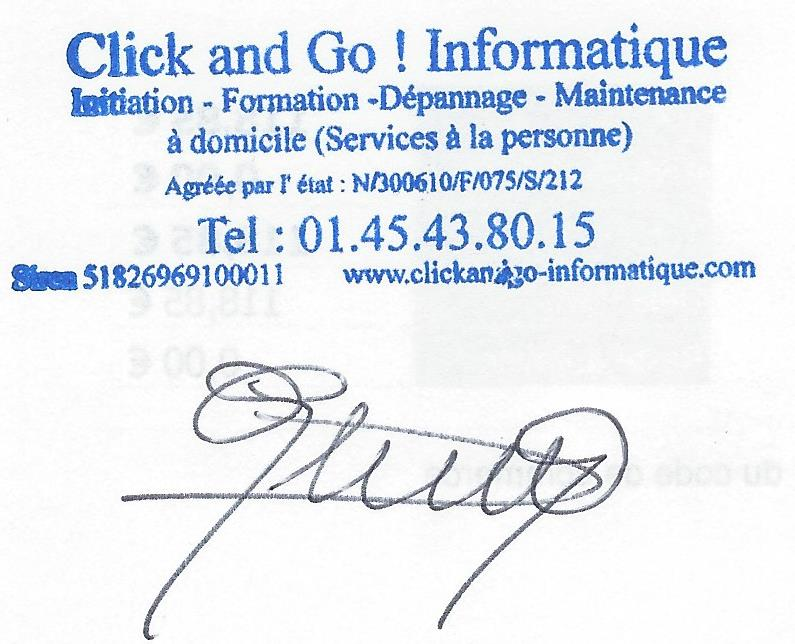 Click and Go ! Informatique
Initiation - Formation -Dépannage - Maintenance
à domicile (Services à la personne)
Agréée par l' état : N/300610/F/075/S/212
Tel : 01.45.43.80.15
Siren 51826969100011 www.clickandgo-informatique.com
118,85 €
0,00 €
du code de commerce